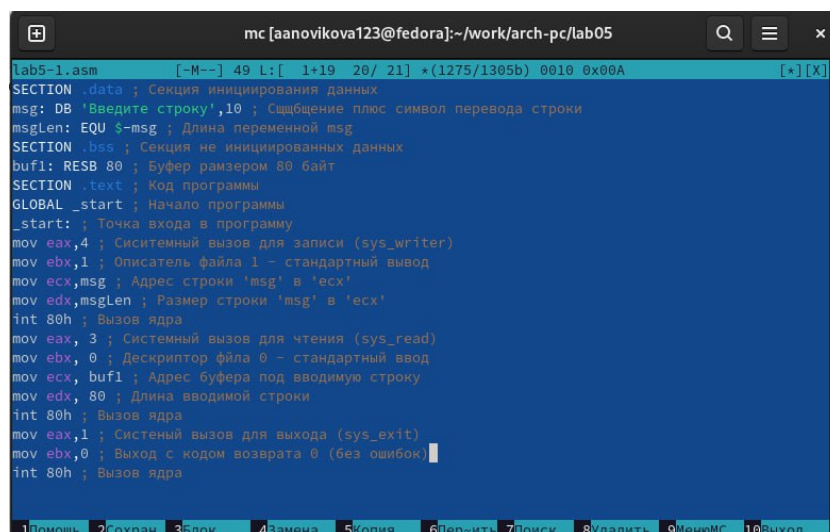 mc [aanovikova123@fedora]:~/work/arch-pc/lab05
lab5-1.asm [-M--] 49 L:[ 1+19 20/ 21] *(1275/1305b) 0010 0x00A [*][X]
SECTION .data ; Секция инициирования данных
msg: DB 'Введите строку',10 ; Сщщбщение плюс символ перевода строки
msgLen: EQU $-msg ; Длина переменной msg
SECTION .bss ; Секция не инициированных данных
buf1: RESB 80 ; Буфер рамзером 80 байт
SECTION .text ; Код программы
GLOBAL _start ; Начало программы
_start: ; Точка входа в программу
mov eax,4 ; Сиситемный вызов для записи (sys_writer)
mov ebx,1 ; Описатель файла 1 - стандартный вывод
mov ecx,msg ; Адрес строки 'msg' в 'ecx'
mov edx,msgLen ; Размер строки 'msg' в 'ecx'
int 80h ; Вызов ядра
mov eax, 3 ; Системный вызов для чтения (sys_read)
mov ebx, 0 ; Дескриптор фйла 0 - стандартный ввод
mov ecx, buf1 ; Адрес буфера под вводимую строку
mov edx, 80 ; Длина вводимой строки
int 80h ; Вызов ядра
mov eax,1 ; Систеный вызов для выхода (sys_exit)
mov ebx,0 ; Выход с кодом возврата 0 (без ошибок)
int 80h ; Вызов ядра
1Помощь 2Сохран 3Блок 4Замена 5Копия 6Пер~ить 7Поиск 8Удалить 9МенюMC 10Выход